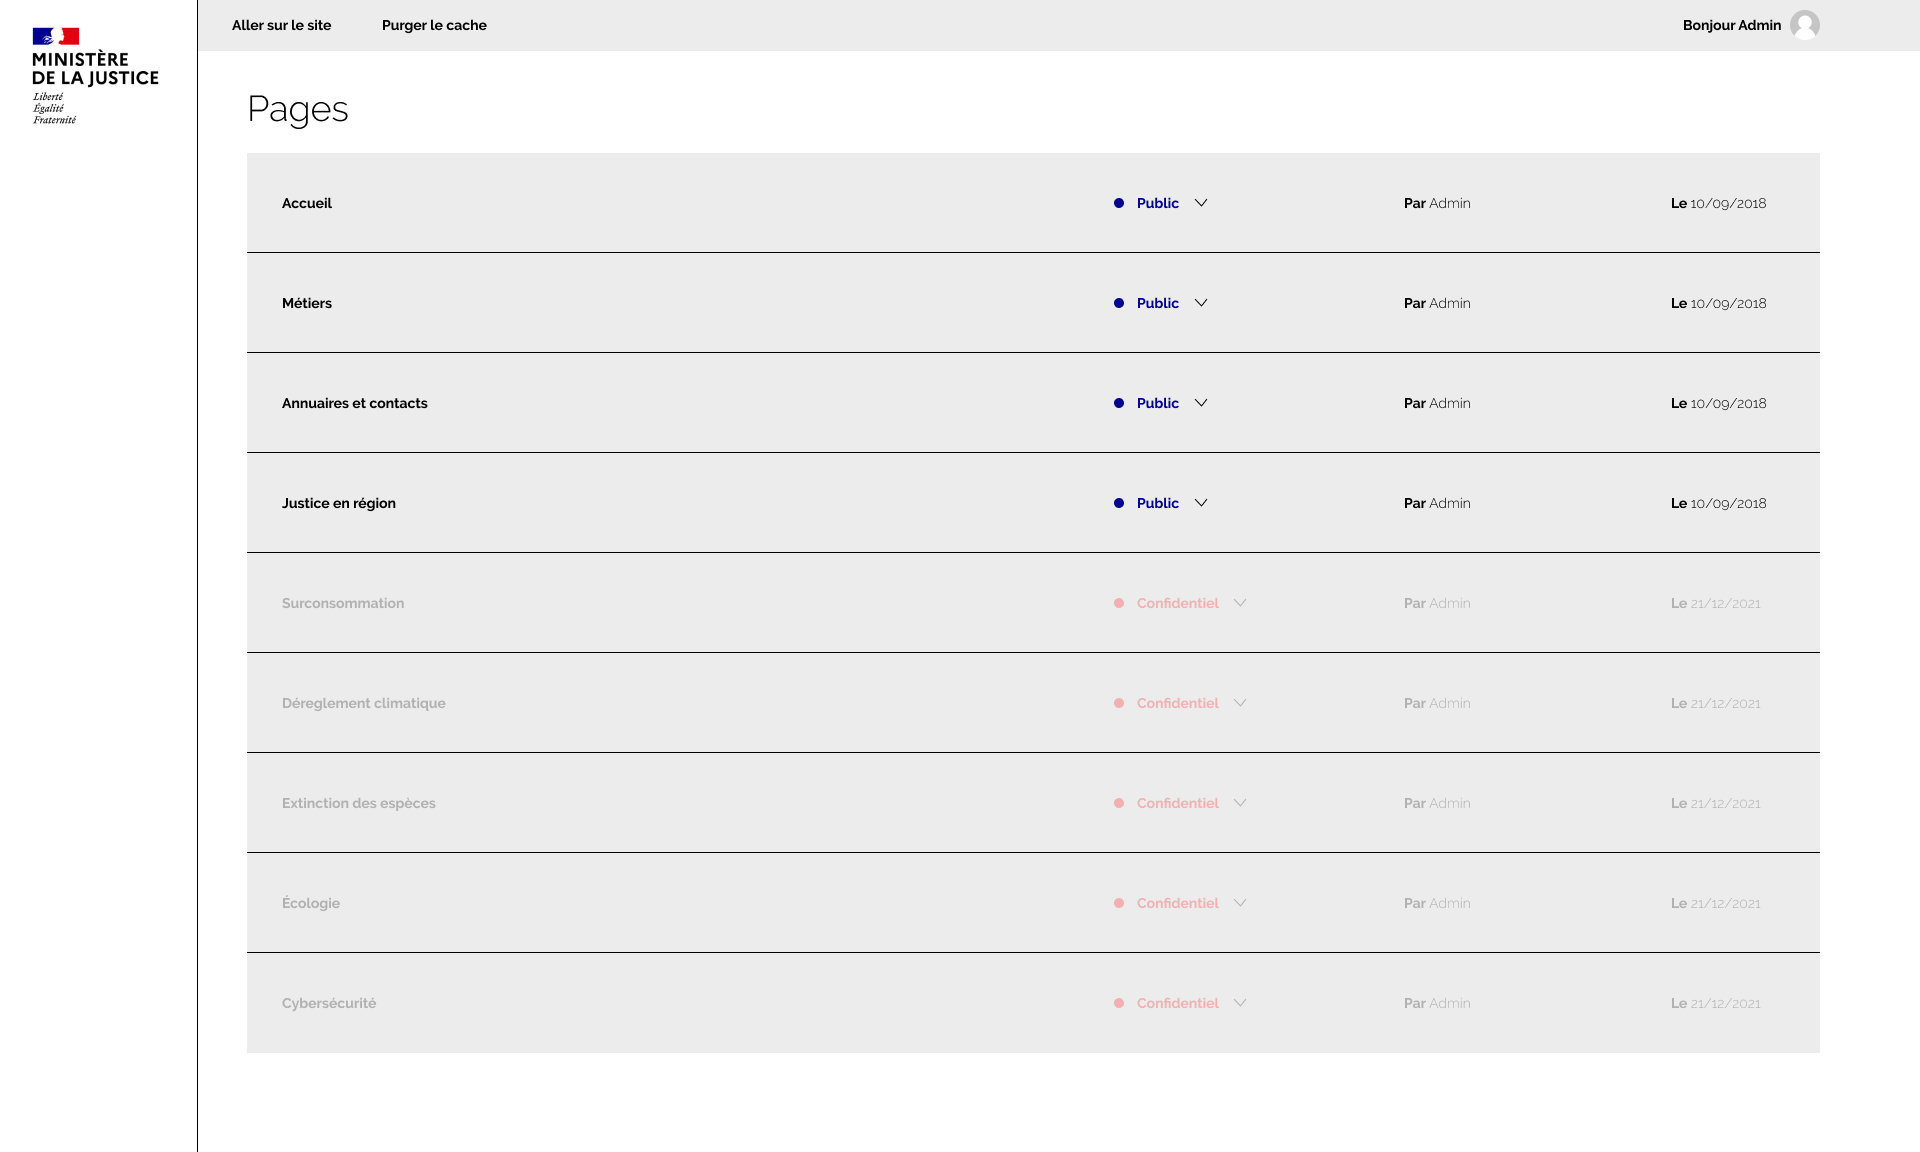 Aller sur le site
Purger le cache
Bonjour Admin
MINISTÈRE
DE LA JUSTICE
Liberté
Égalité
Fraternité
Pages
Accueil Public Par Admin Le 10/09/2018
Métiers Public Par Admin Le 10/09/2018
Annuaires et contacts Public Par Admin Le 10/09/2018
Justice en région Public Par Admin Le 10/09/2018
Surconsommation Confidentiel Par Admin Le 21/12/2021
Déreglement climatique Confidentiel Par Admin Le 21/12/2021
Extinction des espèces Confidentiel Par Admin Le 21/12/2021
Écologie Confidentiel Par Admin Le 21/12/2021
Cybersécurité Confidentiel Par Admin Le 21/12/2021